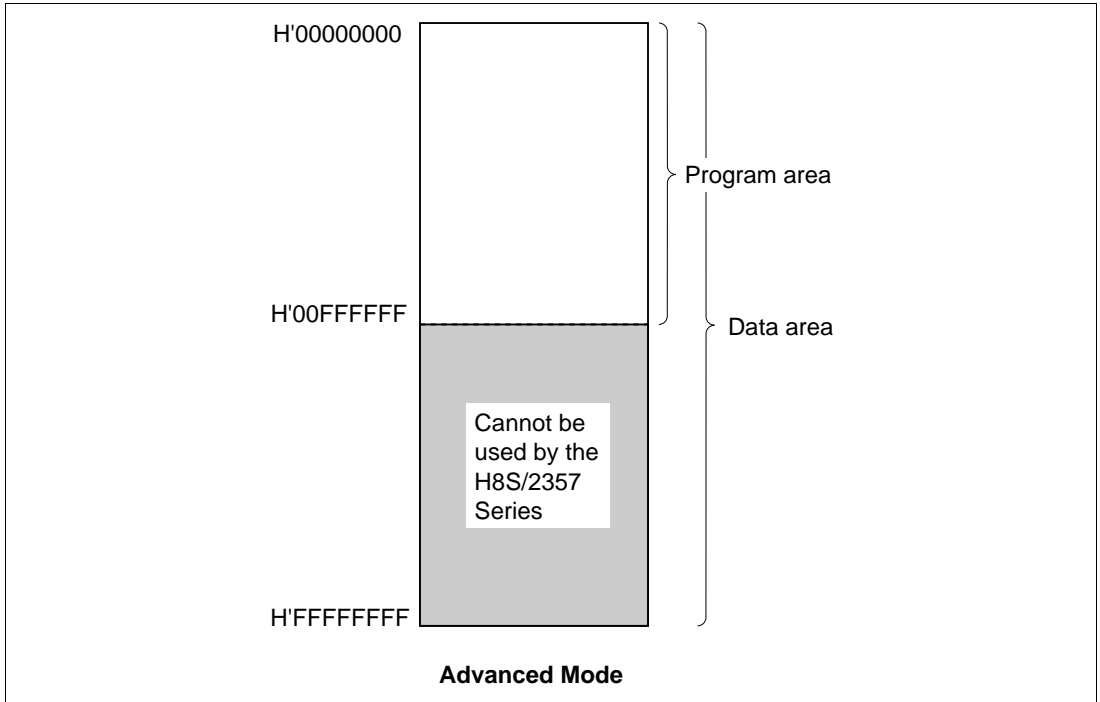 H'00000000
Program area
H'00FFFFFF
Data area
Cannot be
used by the
H8S/2357
Series
H'FFFFFFFF
Advanced Mode